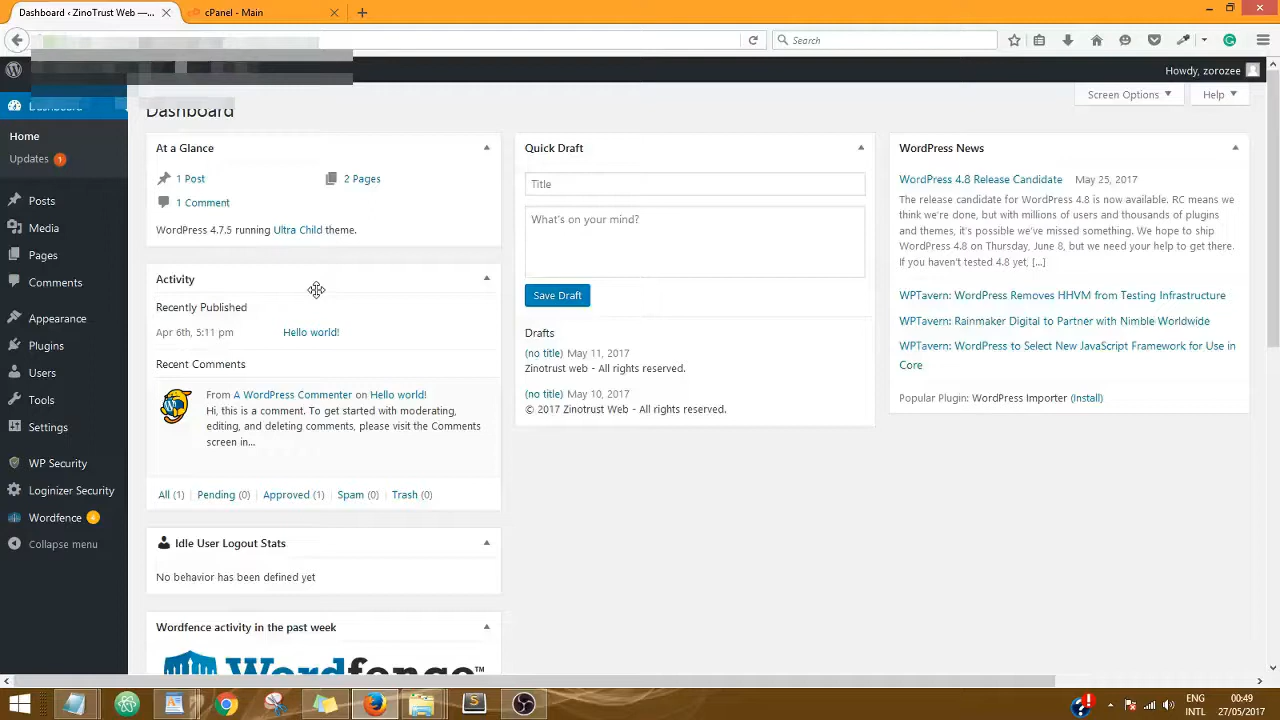 Dashboard ‹ ZinoTrust Web —...
cPanel - Main
Search
Howdy, zorozee
Screen Options
Help
Dashboard
Dashboard
Home
Updates 1
Posts
Media
Pages
Comments
Appearance
Plugins
Users
Tools
Settings
WP Security
Loginizer Security
Wordfence 4
Collapse menu
At a Glance
1 Post
2 Pages
1 Comment
WordPress 4.7.5 running Ultra Child theme.
Activity
Recently Published
Apr 6th, 5:11 pm Hello world!
Recent Comments
From A WordPress Commenter on Hello world!
Hi, this is a comment. To get started with moderating,
editing, and deleting comments, please visit the Comments
screen in...
All (1) | Pending (0) | Approved (1) | Spam (0) | Trash (0)
Idle User Logout Stats
No behavior has been defined yet
Wordfence activity in the past week
Wordfence™
Quick Draft
Title
What's on your mind?
Save Draft
Drafts
(no title) May 11, 2017
Zinotrust web - All rights reserved.
(no title) May 10, 2017
© 2017 Zinotrust Web - All rights reserved.
WordPress News
WordPress 4.8 Release Candidate May 25, 2017
The release candidate for WordPress 4.8 is now available. RC means we
think we're done, but with millions of users and thousands of plugins
and themes, it's possible we've missed something. We hope to ship
WordPress 4.8 on Thursday, June 8, but we need your help to get there.
If you haven't tested 4.8 yet, [...]
WPTavern: WordPress Removes HHVM from Testing Infrastructure
WPTavern: Rainmaker Digital to Partner with Nimble Worldwide
WPTavern: WordPress to Select New JavaScript Framework for Use in
Core
Popular Plugin: WordPress Importer (Install)
ENG
INTL
00:49
27/05/2017